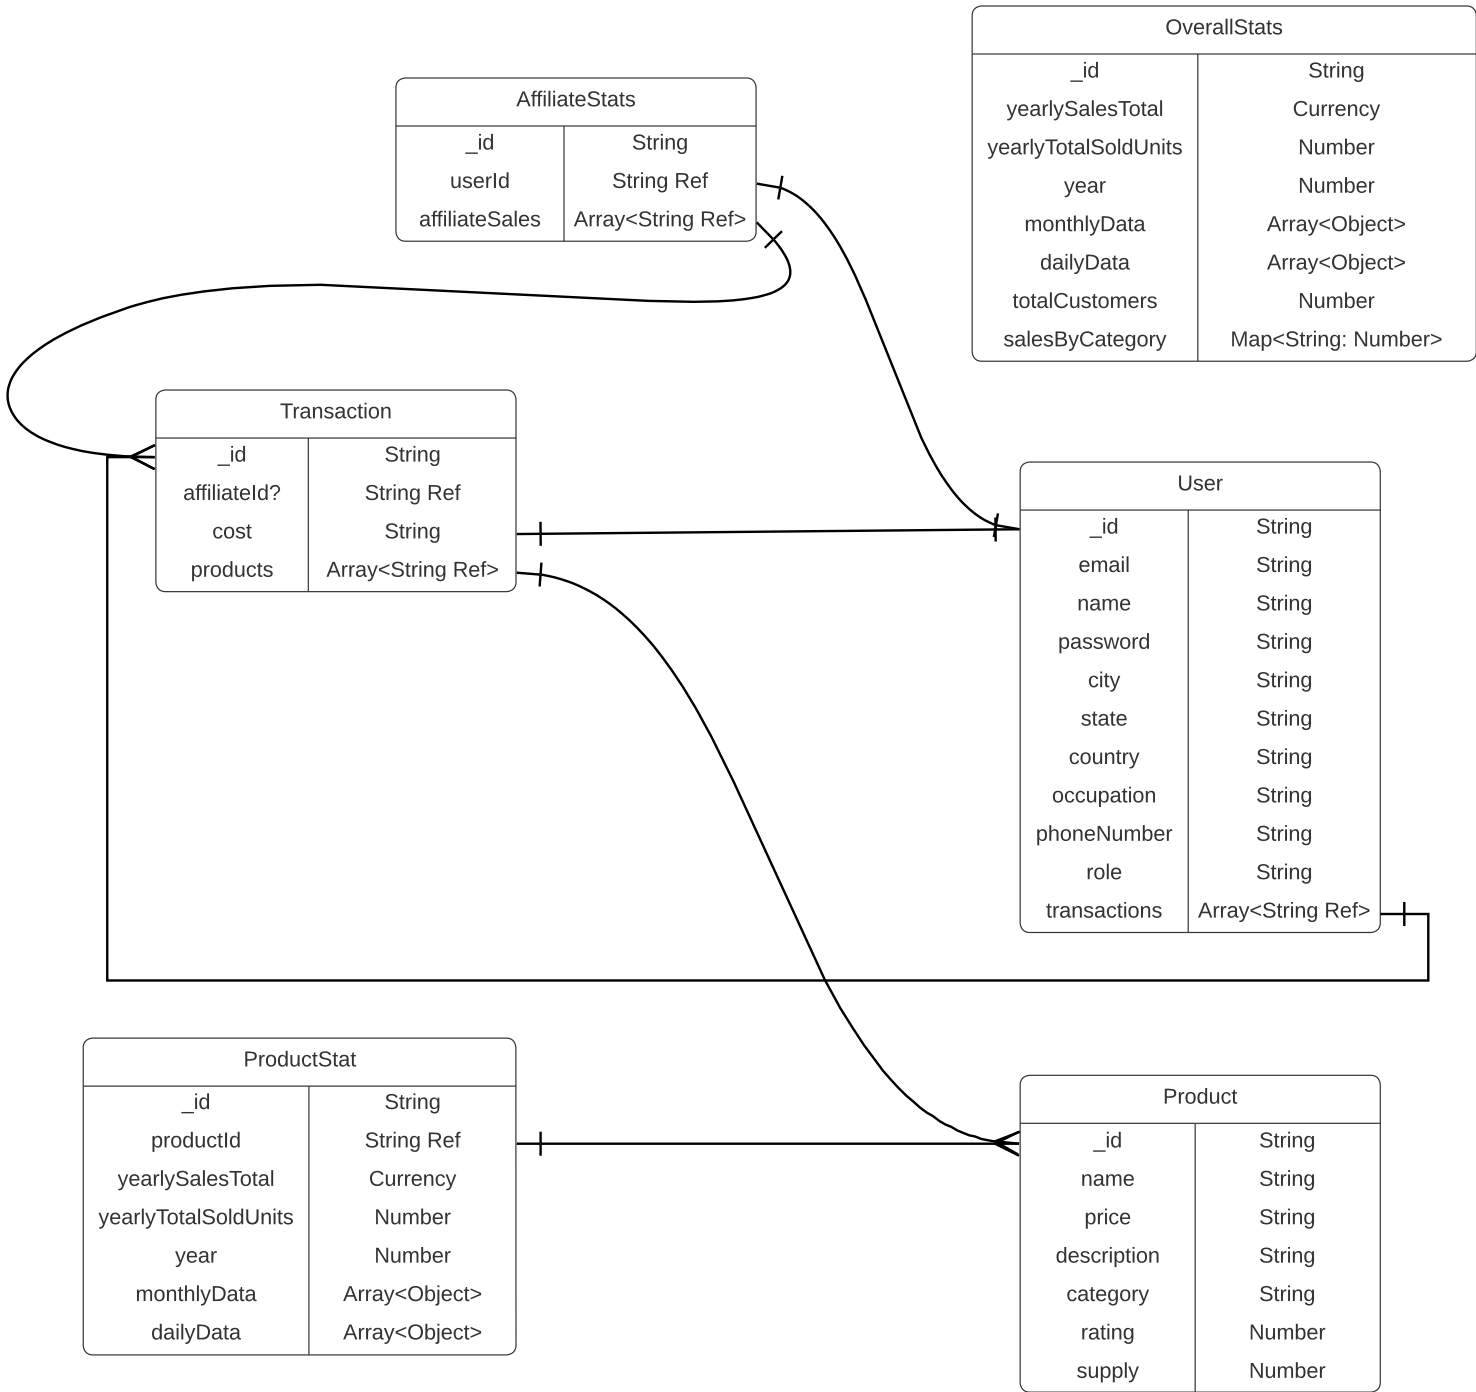 OverallStats
_id String
yearlySalesTotal Currency
yearlyTotalSoldUnits Number
year Number
monthlyData Array<Object>
dailyData Array<Object>
totalCustomers Number
salesByCategory Map<String: Number>
AffiliateStats
_id String
userId String Ref
affiliateSales Array<String Ref>
Transaction
_id String
affiliateId? String Ref
cost String
products Array<String Ref>
User
_id String
email String
name String
password String
city String
state String
country String
occupation String
phoneNumber String
role String
transactions Array<String Ref>
ProductStat
_id String
productId String Ref
yearlySalesTotal Currency
yearlyTotalSoldUnits Number
year Number
monthlyData Array<Object>
dailyData Array<Object>
Product
_id String
name String
price String
description String
category String
rating Number
supply Number